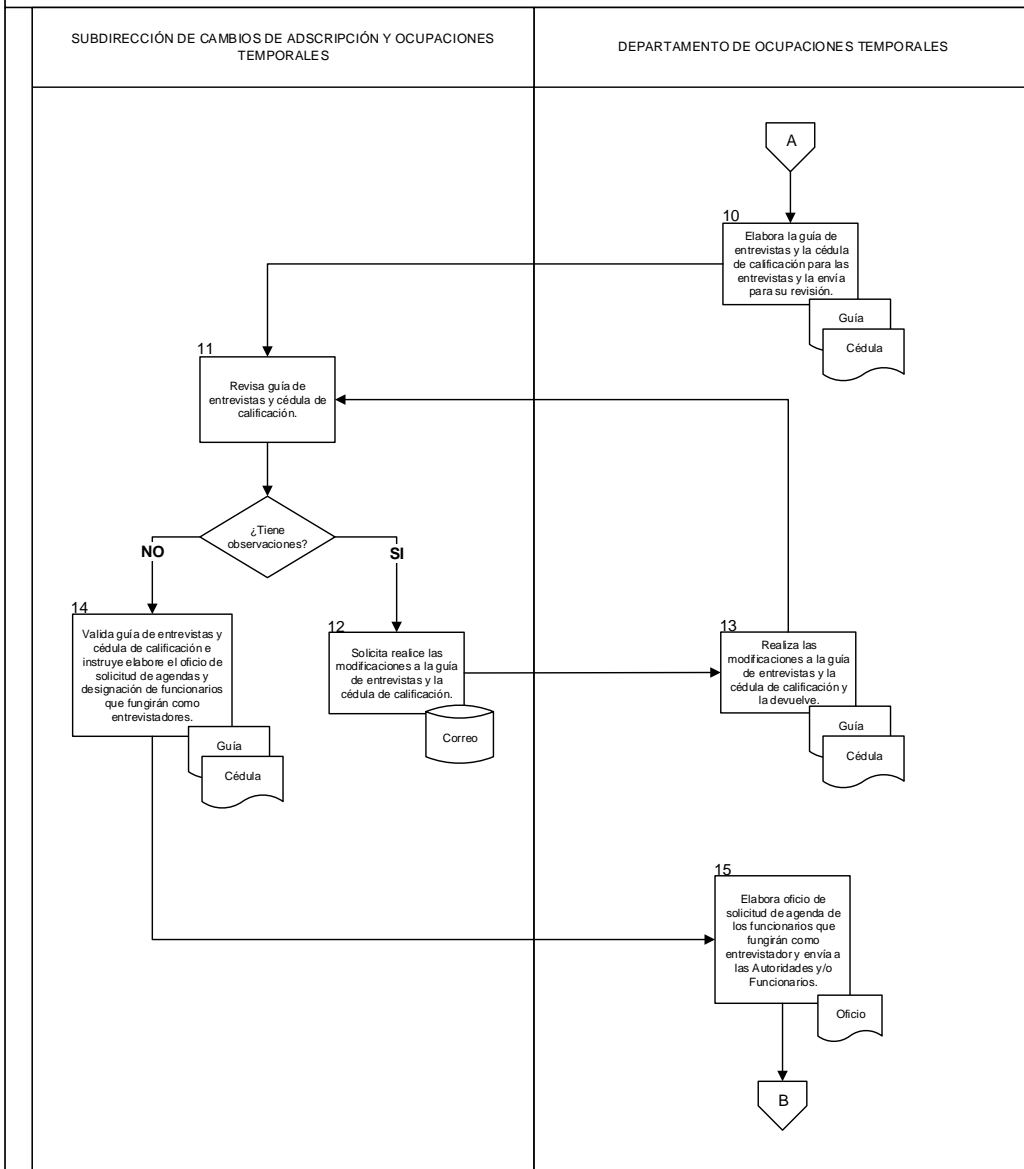 SUBDIRECCIÓN DE CAMBIOS DE ADSCRIPCIÓN Y OCUPACIONES
TEMPORALES
DEPARTAMENTO DE OCUPACIONES TEMPORALES
A
10
Elabora la guía de
entrevistas y la cédula
de calificación para las
entrevistas y la envía
para su revisión.
Guía
Cédula
11
Revisa guía de
entrevistas y cédula de
calificación.
¿Tiene
observaciones?
NO
SI
14
Valida guía de entrevistas y
cédula de calificación e
instruye elabore el oficio de
solicitud de agendas y
designación de funcionarios
que fungirán como
entrevistadores.
Guía
Cédula
12
Solicita realice las
modificaciones a la guía
de entrevistas y la
cédula de calificación.
Correo
13
Realiza las
modificaciones a la guía
de entrevistas y la
cédula de calificación y
la devuelve.
Guía
Cédula
15
Elabora oficio de
solicitud de agenda de
los funcionarios que
fungirán como
entrevistador y envía a
las Autoridades y/o
Funcionarios.
Oficio
B